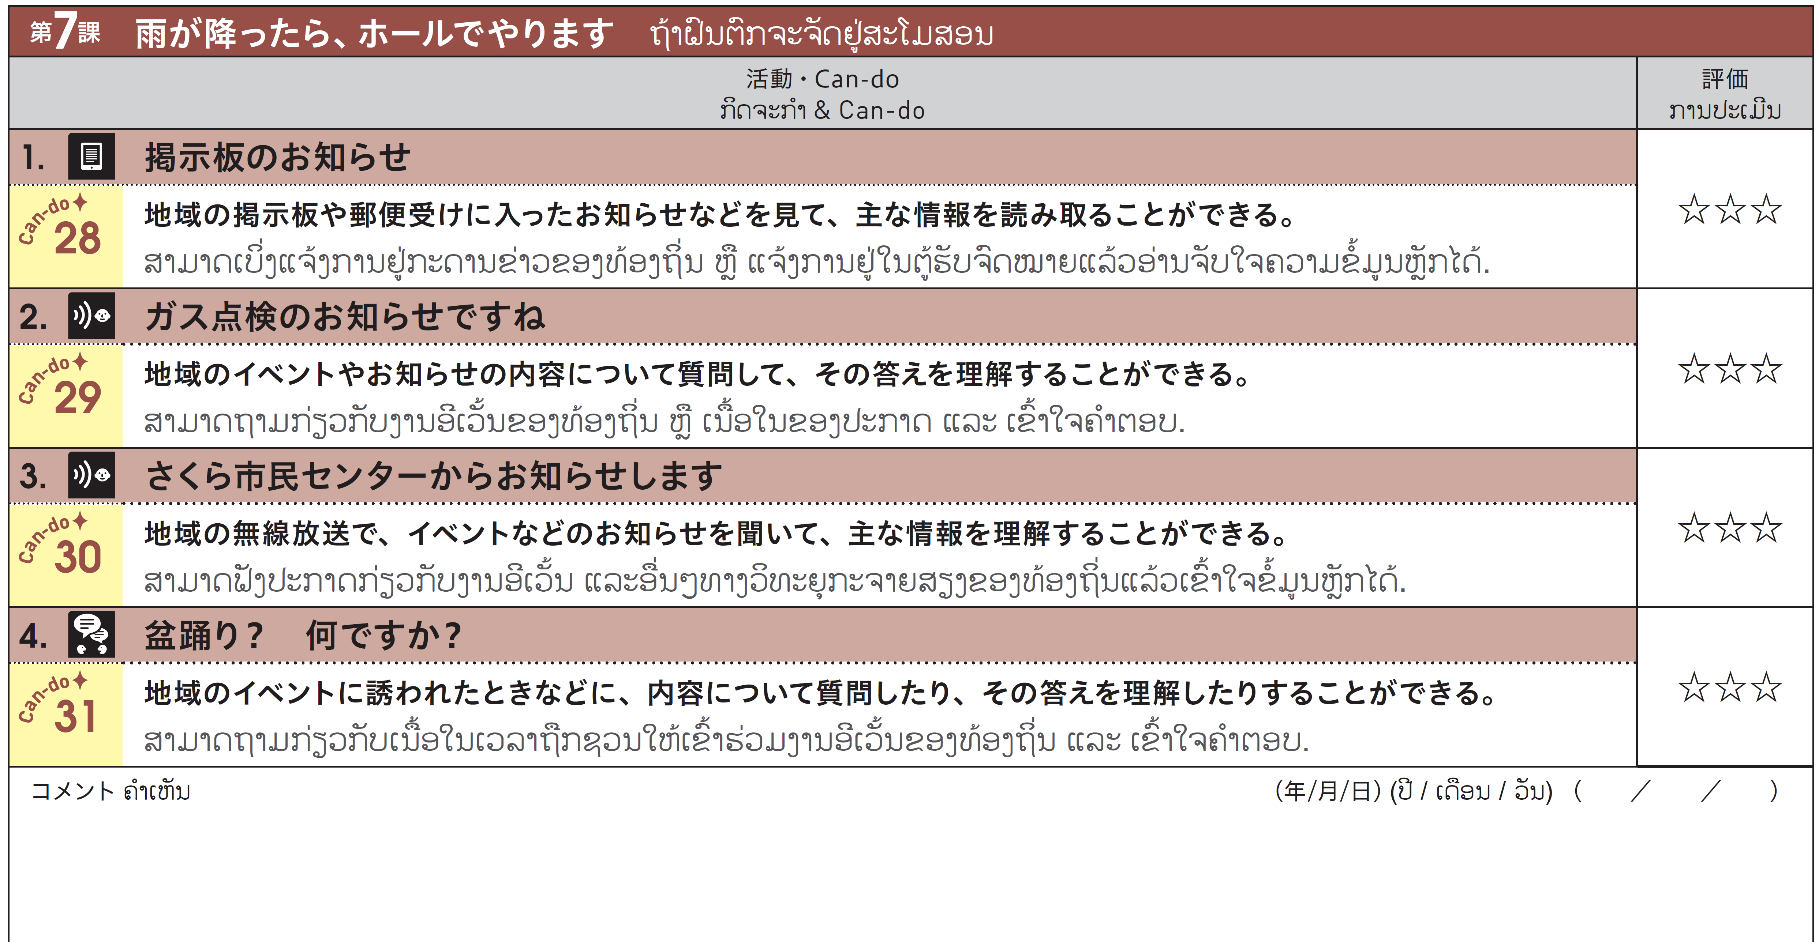 第7課 雨が降ったら、ホールでやります ຖ້າຝົນຕົກຈະຈັດຢູ່ສະໂມສອນ
活動・Can-do
ກິດຈະກຳ & Can-do
評価
ການປະເມີນ
1. 掲示板のお知らせ
Can-do 28
地域の掲示板や郵便受けに入ったお知らせなどを見て、主な情報を読み取ることができる。
ສາມາດເບິ່ງແຈ້ງການຢູ່ກະດານຂ່າວຂອງທ້ອງຖິ່ນ ຫຼື ແຈ້ງການຢູ່ໃນຕູ້ຮັບຈົດໝາຍແລ້ວອ່ານຈັບໃຈຄວາມຂໍ້ມູນຫຼັກໄດ້.
☆☆☆
2. ガス点検のお知らせですね
Can-do 29
地域のイベントやお知らせの内容について質問して、その答えを理解することができる。
ສາມາດຖາມກ່ຽວກັບງານອີເວັ້ນຂອງທ້ອງຖິ່ນ ຫຼື ເນື້ອໃນຂອງປະກາດ ແລະ ເຂົ້າໃຈຄຳຕອບ.
☆☆☆
3. さくら市民センターからお知らせします
Can-do 30
地域の無線放送で、イベントなどのお知らせを聞いて、主な情報を理解することができる。
ສາມາດຟັງປະກາດກ່ຽວກັບງານອີເວັ້ນ ແລະອື່ນໆທາງວິທະຍຸກະຈາຍສຽງຂອງທ້ອງຖິ່ນແລ້ວເຂົ້າໃຈຂໍ້ມູນຫຼັກໄດ້.
☆☆☆
4. 盆踊り? 何ですか?
Can-do 31
地域のイベントに誘われたときなどに、内容について質問したり、その答えを理解したりすることができる。
ສາມາດຖາມກ່ຽວກັບເນື້ອໃນເວລາຖືກຊວນໃຫ້ເຂົ້າຮ່ວມງານອີເວັ້ນຂອງທ້ອງຖິ່ນ ແລະ ເຂົ້າໃຈຄຳຕອບ.
☆☆☆
コメント ຄຳເຫັນ
(年/月/日) (ປີ / ເດືອນ / ວັນ) ( / / )